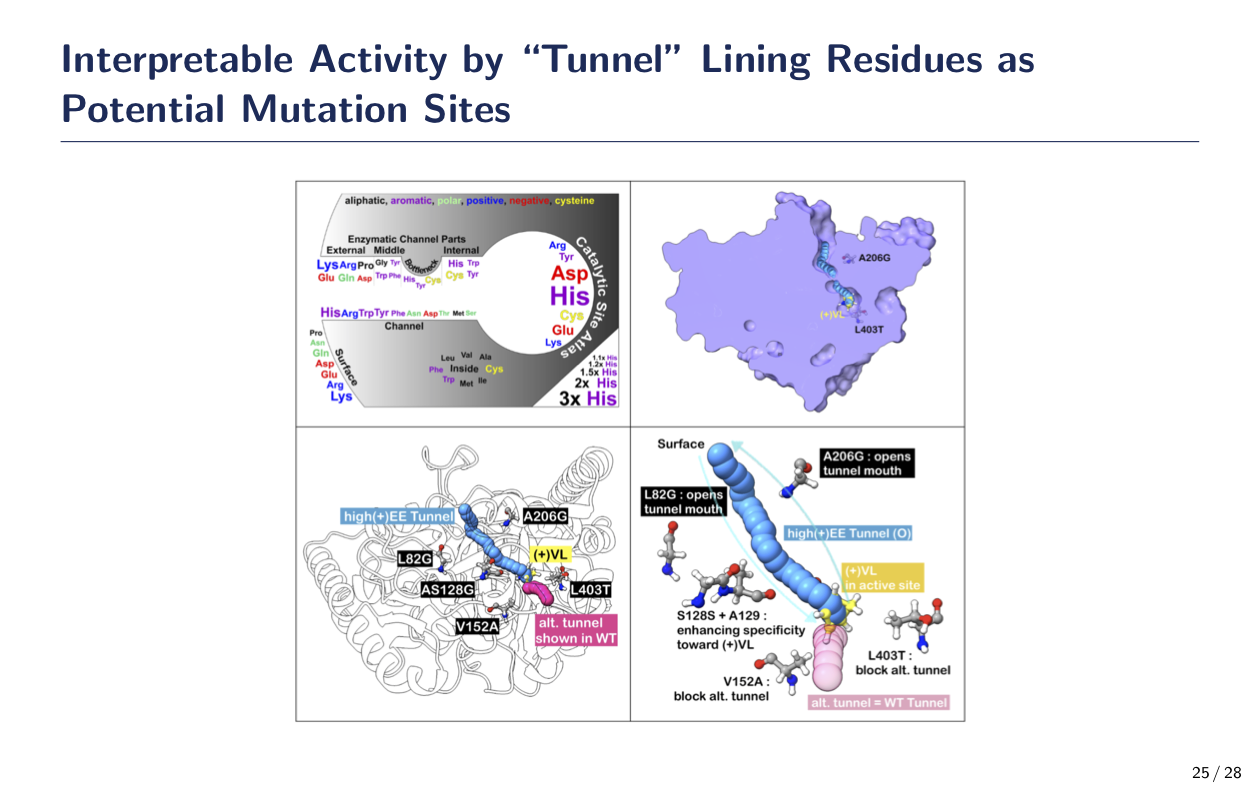 Interpretable Activity by “Tunnel” Lining Residues as
Potential Mutation Sites
aliphatic, aromatic, polar, positive, negative, cysteine
Enzymatic Channel Parts
External Middle Internal
Bottleneck
Lys Arg Pro Gly Tyr
Glu Gln Asp Trp Phe His Tyr Cys
His Trp
Cys Tyr
His Arg Trp Tyr Phe Asn Asp Thr Met Ser
Channel
Pro
Asn
Gln
Asp
Glu
Arg
Lys
Surface
Leu Val Ala
Phe Inside Cys
Trp Met Ile
Arg
Tyr
Asp
His
Cys
Glu
Lys
Catalytic Site Atlas
1.1x His
1.2x His
1.5x His
2x His
3x His
A206G
(+)VL
L403T
high(+)EE Tunnel
A206G
(+)VL
L82G
AS128G
L403T
V152A
alt. tunnel
shown in WT
Surface
A206G : opens
tunnel mouth
L82G : opens
tunnel mouth
high(+)EE Tunnel (O)
(+)VL
in active site
S128S + A129 :
enhancing specificity
toward (+)VL
L403T :
block alt. tunnel
V152A :
block alt. tunnel
alt. tunnel = WT Tunnel
25 / 28